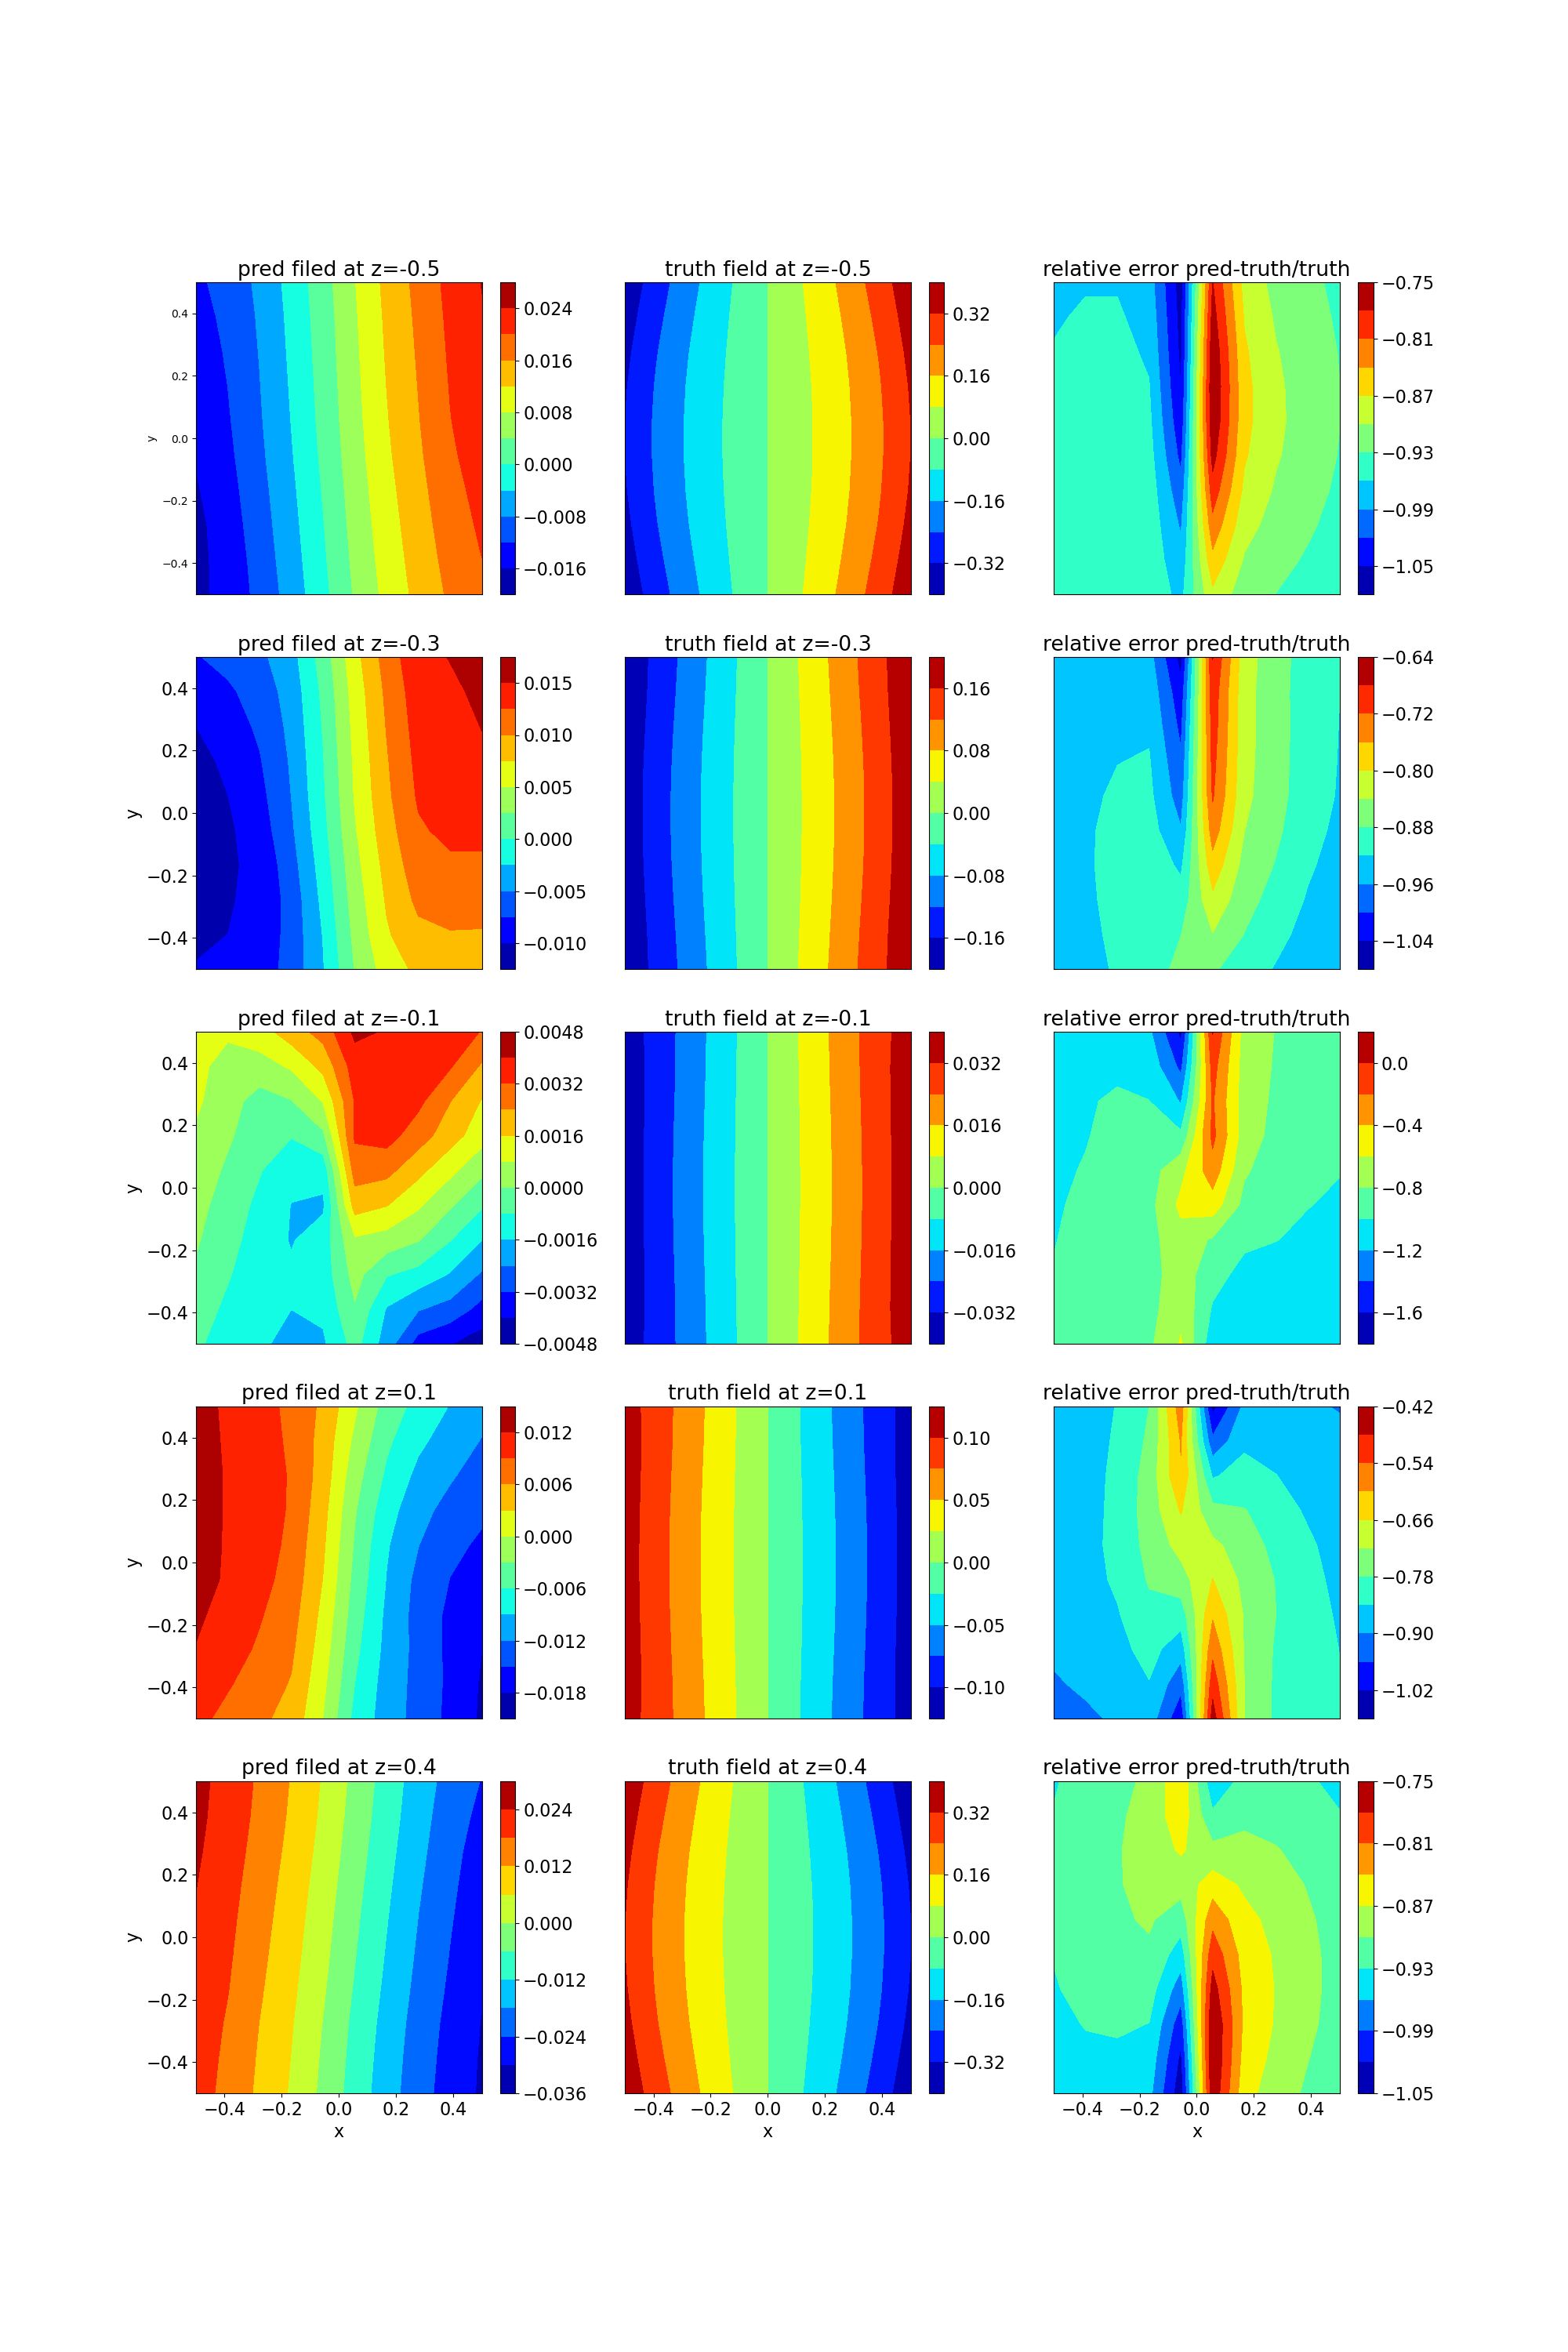 pred filed at z=-0.5 truth field at z=-0.5 relative error pred-truth/truth
0.4 0.024 0.32 −0.75
0.2 0.016 0.16 −0.81
y 0.0 0.008 0.00 −0.87
−0.2 0.000 −0.16 −0.93
−0.4 −0.008 −0.32 −0.99
−0.016 −1.05
pred filed at z=-0.3 truth field at z=-0.3 relative error pred-truth/truth
0.4 0.015 0.16 −0.64
0.2 0.010 0.08 −0.72
y 0.0 0.005 0.00 −0.80
−0.2 0.000 −0.08 −0.88
−0.4 −0.005 −0.16 −0.96
−0.010 −1.04
pred filed at z=-0.1 truth field at z=-0.1 relative error pred-truth/truth
0.4 0.0048 0.032 0.0
0.2 0.0032 0.016 −0.4
y 0.0 0.0016 0.000 −0.8
−0.2 0.0000 −0.016 −1.2
−0.4 −0.0016 −0.032 −1.6
−0.0032
−0.0048
pred filed at z=0.1 truth field at z=0.1 relative error pred-truth/truth
0.4 0.012 0.10 −0.42
0.2 0.006 0.05 −0.54
y 0.0 0.000 0.00 −0.66
−0.2 −0.006 −0.05 −0.78
−0.4 −0.012 −0.10 −0.90
−0.018 −1.02
pred filed at z=0.4 truth field at z=0.4 relative error pred-truth/truth
0.4 0.024 0.32 −0.75
0.2 0.012 0.16 −0.81
y 0.0 0.000 0.00 −0.87
−0.2 −0.012 −0.16 −0.93
−0.4 −0.024 −0.32 −0.99
−0.036 −1.05
−0.4 −0.2 0.0 0.2 0.4 −0.4 −0.2 0.0 0.2 0.4 −0.4 −0.2 0.0 0.2 0.4
x x x